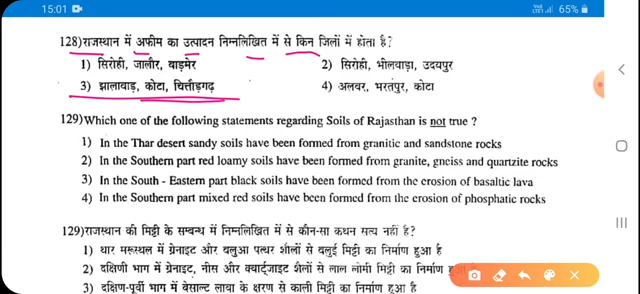 15:01
65%
128)राजस्थान में अफीम का उत्पादन निम्नलिखित में से किन जिलों में होता है?
1) सिरोही, जालौर, बाड़मेर
2) सिरोही, भीलवाड़ा, उदयपुर
3) झालावाड़, कोटा, चित्तौड़गढ़
4) अलवर, भरतपुर, कोटा
129)Which one of the following statements regarding Soils of Rajasthan is not true ?
1) In the Thar desert sandy soils have been formed from granitic and sandstone rocks
2) In the Southern part red loamy soils have been formed from granite, gneiss and quartzite rocks
3) In the South - Eastern part black soils have been formed from the erosion of basaltic lava
4) In the Southern part mixed red soils have been formed from the erosion of phosphatic rocks
129)राजस्थान की मिट्टी के सम्बन्ध में निम्नलिखित में से कौन-सा कथन सत्य नहीं है?
1) थार मरूस्थल में ग्रेनाइट और बलुआ पत्थर शैलों से बलुई मिट्टी का निर्माण हुआ है
2) दक्षिणी भाग में ग्रेनाइट, नीस और क्वार्ट्जाइट शैलों से लाल लोमी मिट्टी का निर्माण हुआ है
3) दक्षिण-पूर्वी भाग में बेसाल्ट लावा के क्षरण से काली मिट्टी का निर्माण हुआ है